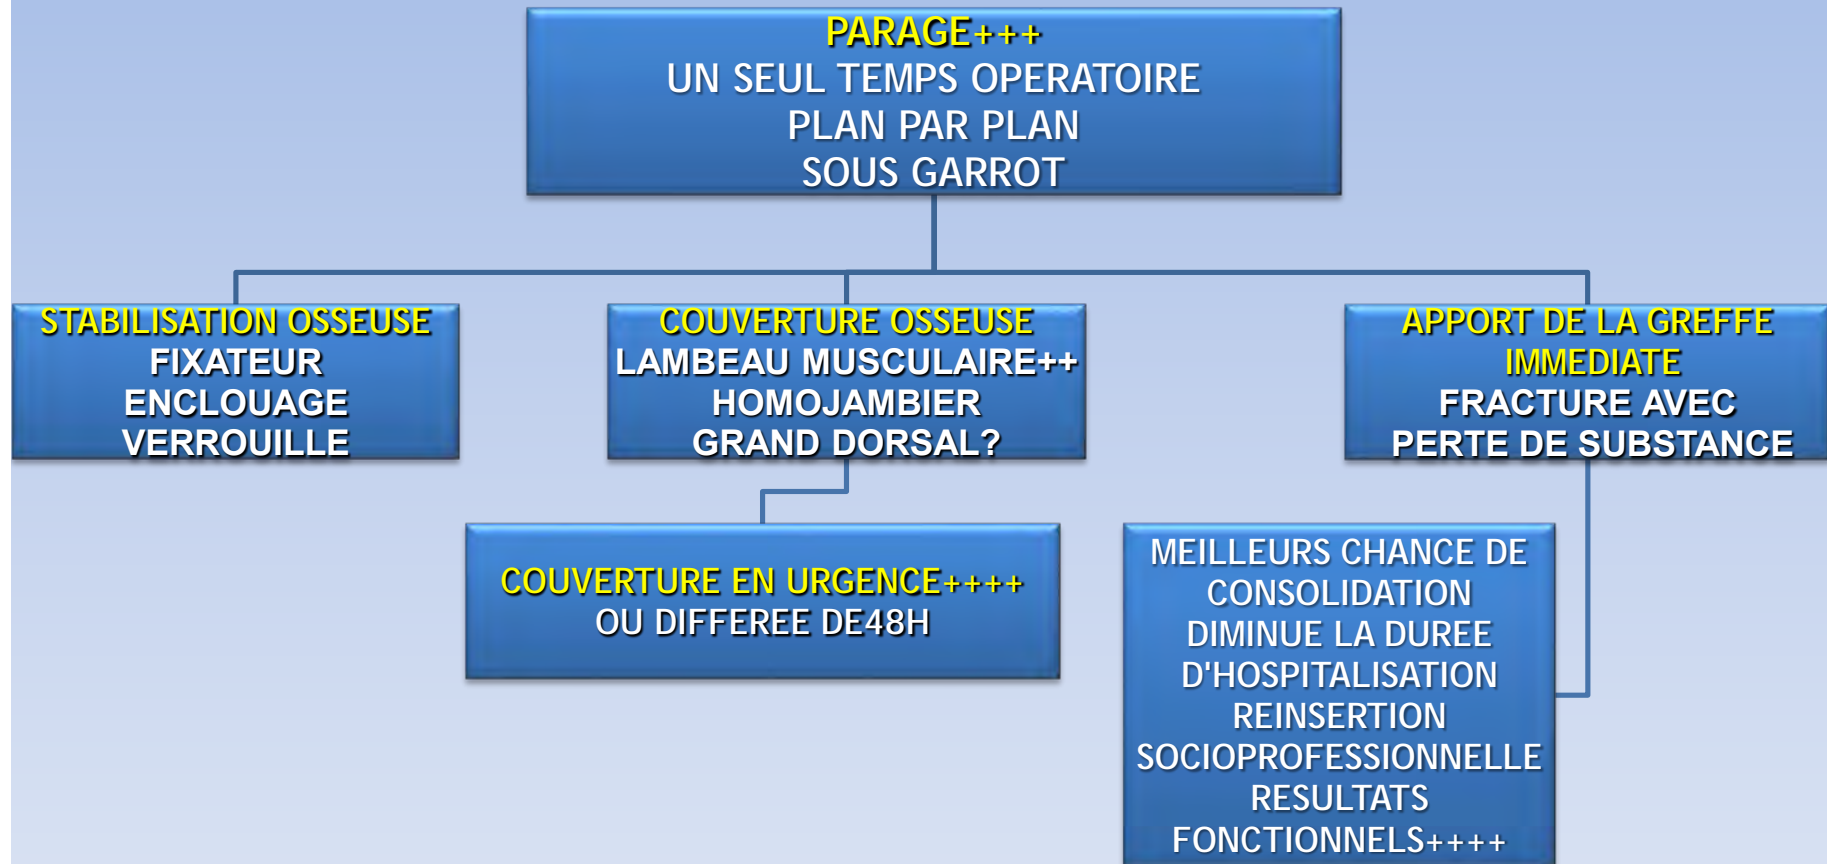 PARAGE+++
UN SEUL TEMPS OPERATOIRE
PLAN PAR PLAN
SOUS GARROT
STABILISATION OSSEUSE
FIXATEUR
ENCLOUAGE
VERROUILLE
COUVERTURE OSSEUSE
LAMBEAU MUSCULAIRE++
HOMOJAMBIER
GRAND DORSAL?
APPORT DE LA GREFFE
IMMEDIATE
FRACTURE AVEC
PERTE DE SUBSTANCE
COUVERTURE EN URGENCE++++
OU DIFFEREE DE48H
MEILLEURS CHANCE DE
CONSOLIDATION
DIMINUE LA DUREE
D'HOSPITALISATION
REINSERTION
SOCIOPROFESSIONNELLE
RESULTATS
FONCTIONNELS++++